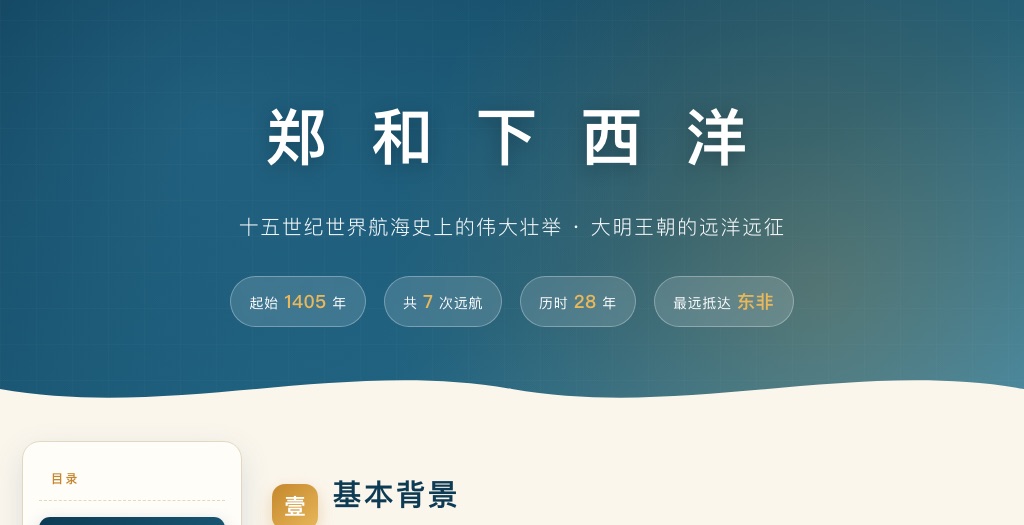 郑和下西洋
十五世纪世界航海史上的伟大壮举 · 大明王朝的远洋远征
起始 1405 年
共 7 次远航
历时 28 年
最远抵达 东非
目录
壹 基本背景